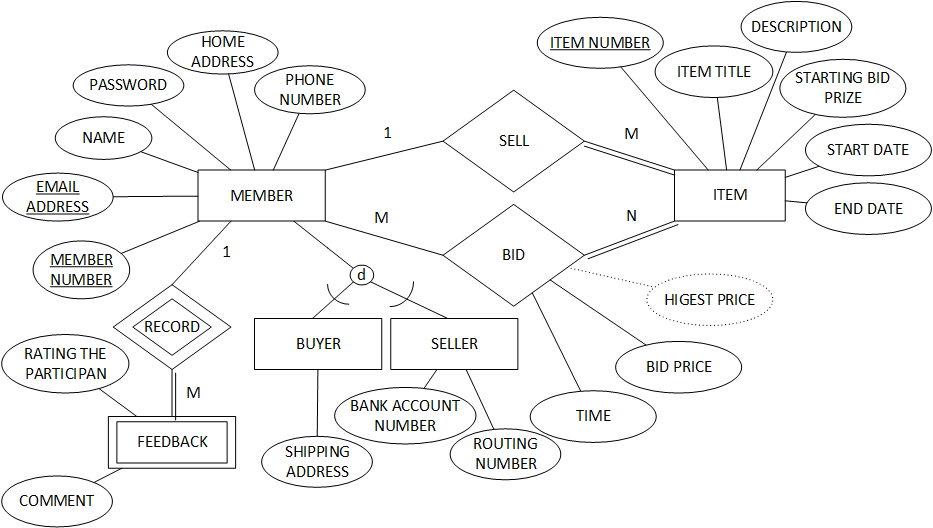 HOME
ADDRESS
DESCRIPTION
ITEM NUMBER
ITEM TITLE
PASSWORD
PHONE
NUMBER
STARTING BID
PRIZE
NAME
1
SELL
M
START DATE
EMAIL
ADDRESS
MEMBER
ITEM
END DATE
M
N
MEMBER
NUMBER
1
BID
d
HIGEST PRICE
RECORD
BUYER
SELLER
RATING THE
PARTICIPAN
BID PRICE
M
BANK ACCOUNT
NUMBER
TIME
FEEDBACK
SHIPPING
ADDRESS
ROUTING
NUMBER
COMMENT